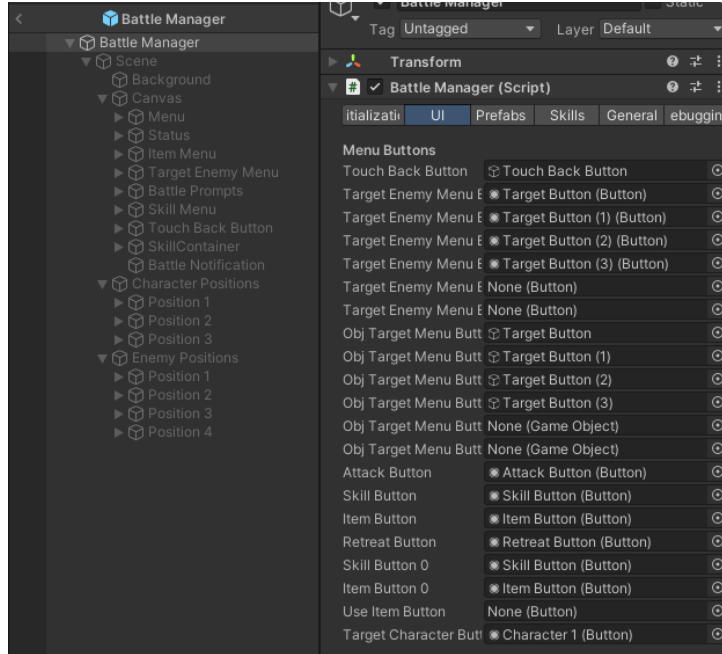 Battle Manager
Battle Manager
Scene
Background
Canvas
Menu
Status
Item Menu
Target Enemy Menu
Battle Prompts
Skill Menu
Touch Back Button
SkillContainer
Battle Notification
Character Positions
Position 1
Position 2
Position 3
Enemy Positions
Position 1
Position 2
Position 3
Position 4
Battle Manager Static
Tag Untagged Layer Default
Transform
# Battle Manager (Script)
itializati UI Prefabs Skills General ebuggin
Menu Buttons
Touch Back Button Touch Back Button
Target Enemy Menu B Target Button (Button)
Target Enemy Menu B Target Button (1) (Button)
Target Enemy Menu B Target Button (2) (Button)
Target Enemy Menu B Target Button (3) (Button)
Target Enemy Menu B None (Button)
Target Enemy Menu B None (Button)
Obj Target Menu Butt Target Button
Obj Target Menu Butt Target Button (1)
Obj Target Menu Butt Target Button (2)
Obj Target Menu Butt Target Button (3)
Obj Target Menu Butt None (Game Object)
Obj Target Menu Butt None (Game Object)
Attack Button Attack Button (Button)
Skill Button Skill Button (Button)
Item Button Item Button (Button)
Retreat Button Retreat Button (Button)
Skill Button 0 Skill Button (Button)
Item Button 0 Item Button (Button)
Use Item Button None (Button)
Target Character Butt Character 1 (Button)